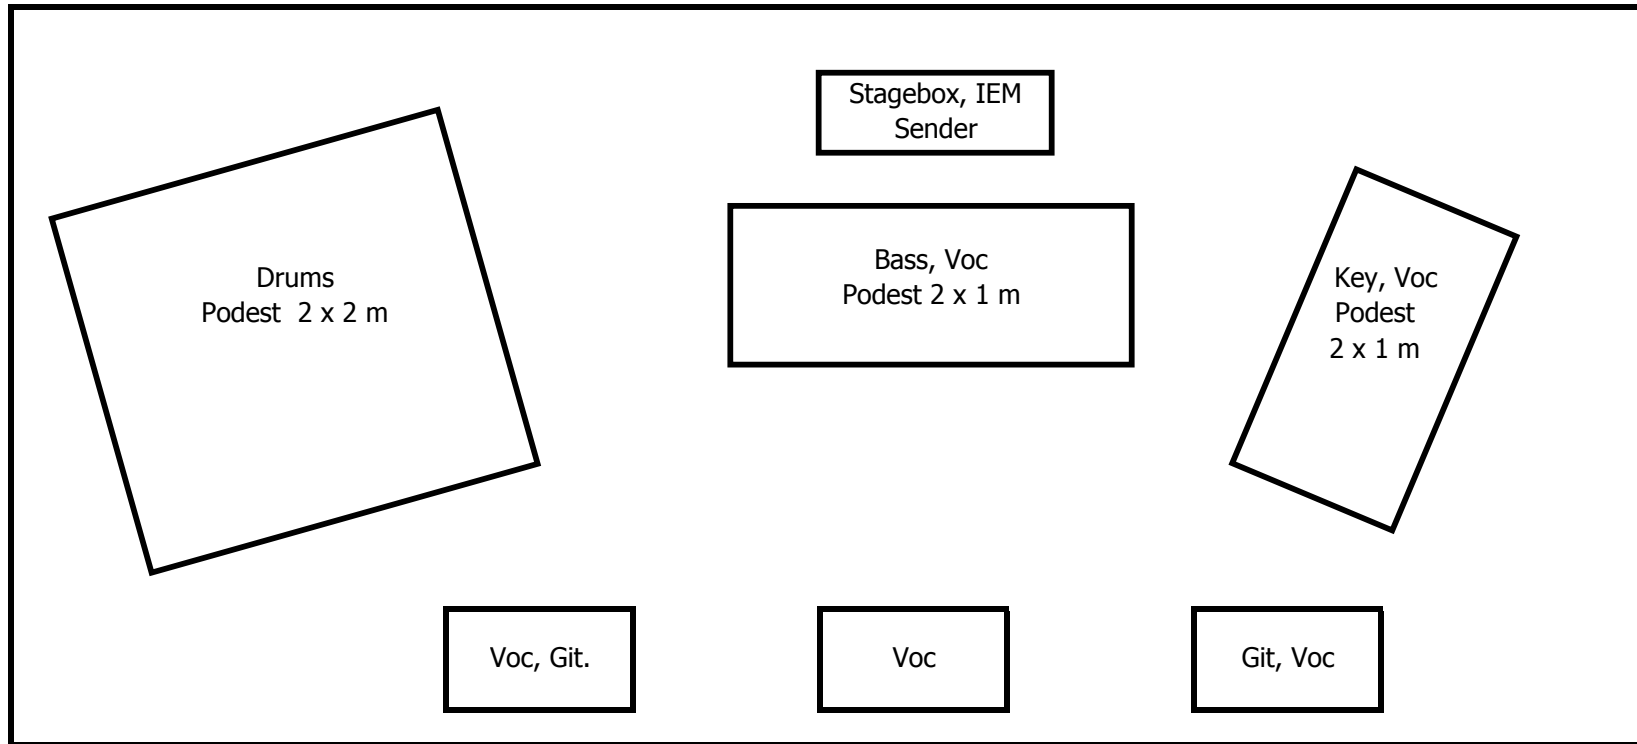 Stagebox, IEM
Sender
Drums
Podest  2 x 2 m
Bass, Voc
Podest 2 x 1 m
Key, Voc
Podest
2 x 1 m
Voc, Git.
Voc
Git, Voc